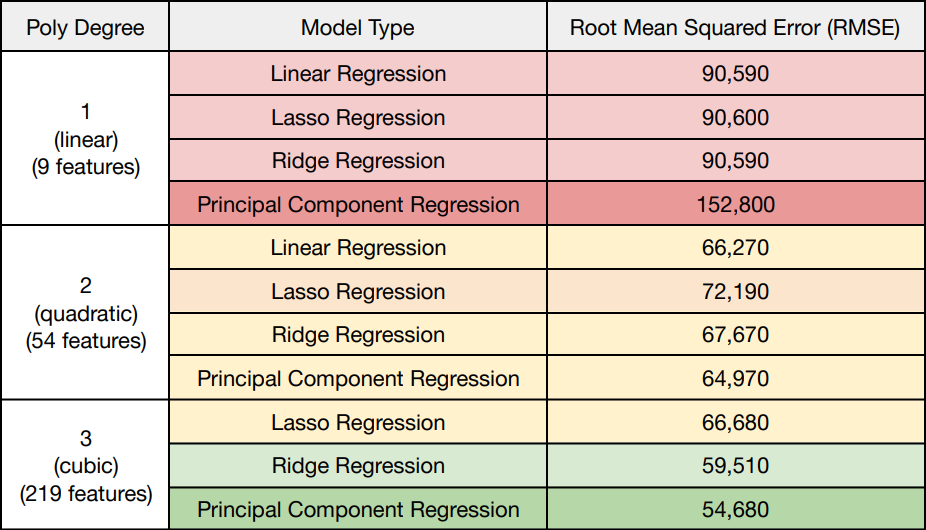 Poly Degree Model Type Root Mean Squared Error (RMSE)
1
(linear)
(9 features)
Linear Regression 90,590
Lasso Regression 90,600
Ridge Regression 90,590
Principal Component Regression 152,800
2
(quadratic)
(54 features)
Linear Regression 66,270
Lasso Regression 72,190
Ridge Regression 67,670
Principal Component Regression 64,970
3
(cubic)
(219 features)
Lasso Regression 66,680
Ridge Regression 59,510
Principal Component Regression 54,680